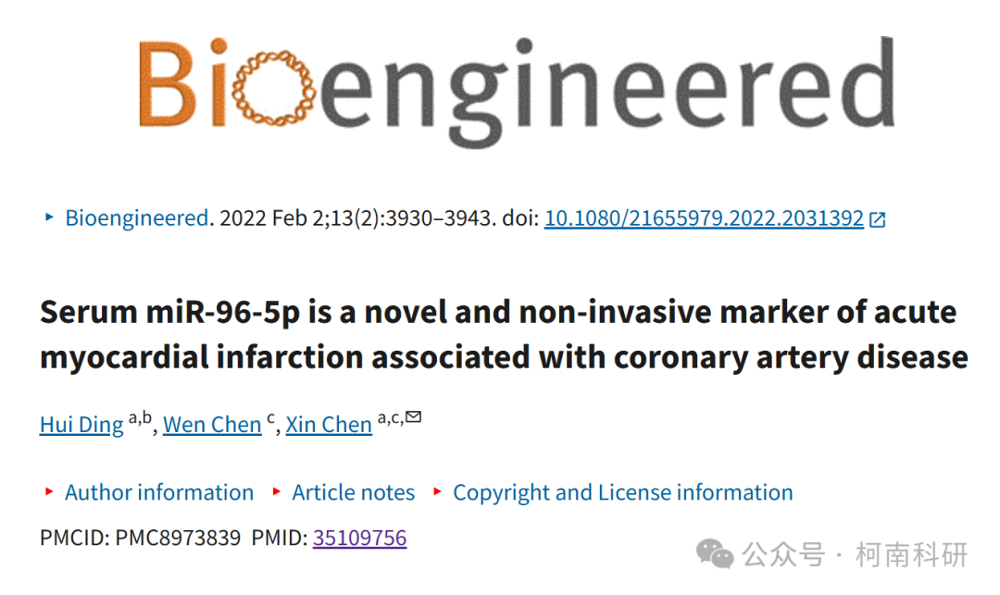 Bioengineered
‣ Bioengineered. 2022 Feb 2;13(2):3930–3943. doi: 10.1080/21655979.2022.2031392
Serum miR-96-5p is a novel and non-invasive marker of acute
myocardial infarction associated with coronary artery disease
Hui Ding a,b, Wen Chen c, Xin Chen a,c,✉
‣ Author information ‣ Article notes ‣ Copyright and License information
PMCID: PMC8973839 PMID: 35109756
公众号 · 柯南科研